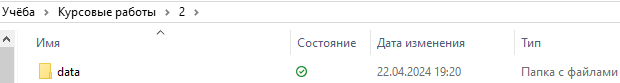 Учёба > Курсовые работы > 2 >
Имя Состояние Дата изменения Тип
data 22.04.2024 19:20 Папка с файлами